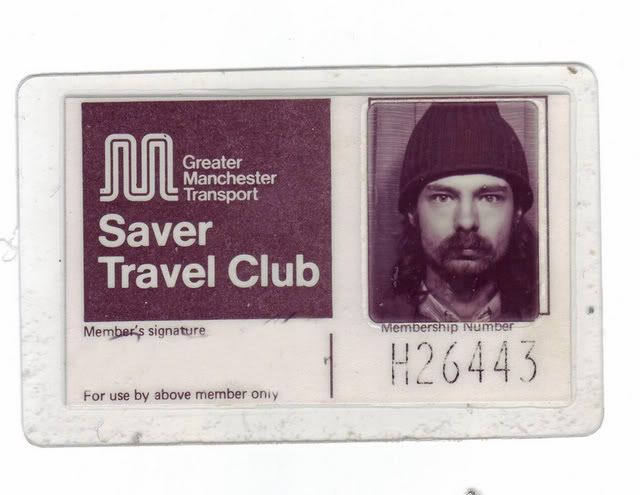 Greater
Manchester
Transport
Saver
Travel Club
Member's signature
For use by above member only
Membership Number
H26443